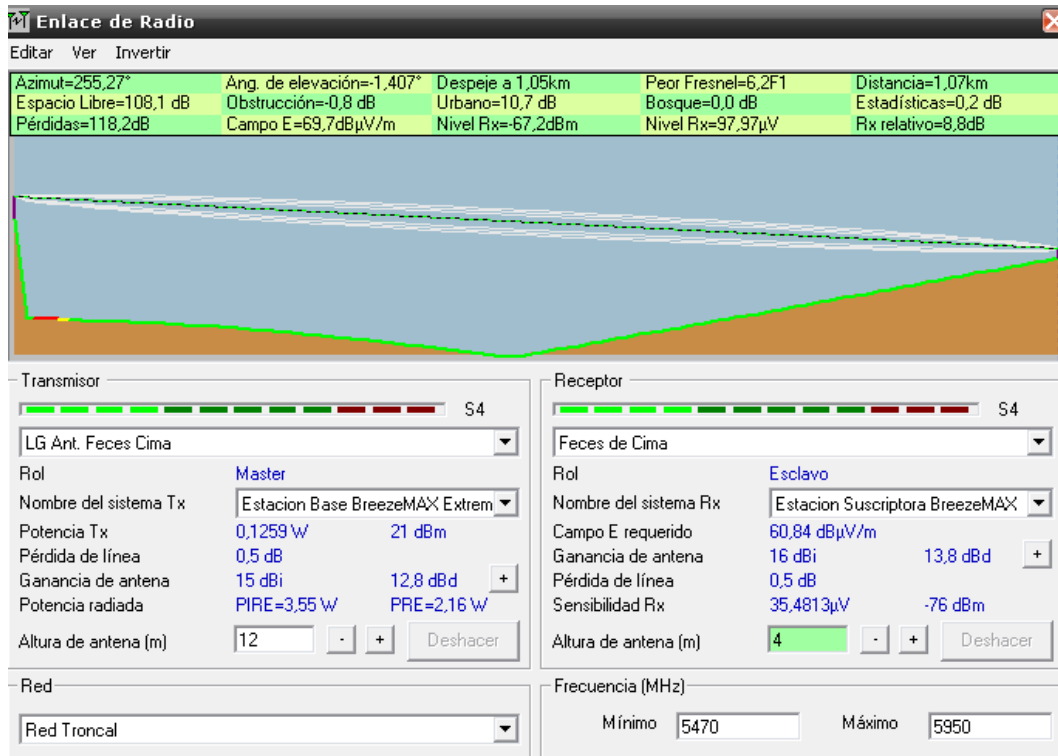 Enlace de Radio
Editar Ver Invertir
Azimut=255,27° Ang. de elevación=-1,407° Despeje a 1,05km Peor Fresnel=6,2F1 Distancia=1,07km
Espacio Libre=108,1 dB Obstrucción=-0,8 dB Urbano=10,7 dB Bosque=0,0 dB Estadísticas=0,2 dB
Pérdidas=118,2dB Campo E=69,7dBµV/m Nivel Rx=-67,2dBm Nivel Rx=97,97µV Rx relativo=8,8dB
Transmisor
S4
LG Ant. Feces Cima
Rol Master
Nombre del sistema Tx Estacion Base BreezeMAX Extrem
Potencia Tx 0,1259 W 21 dBm
Pérdida de línea 0,5 dB
Ganancia de antena 15 dBi 12,8 dBd +
Potencia radiada PIRE=3,55 W PRE=2,16 W
Altura de antena (m) 12 - + Deshacer
Receptor
S4
Feces de Cima
Rol Esclavo
Nombre del sistema Rx Estacion Suscriptora BreezeMAX
Campo E requerido 60,84 dBµV/m
Ganancia de antena 16 dBi 13,8 dBd +
Pérdida de línea 0,5 dB
Sensibilidad Rx 35,4813µV -76 dBm
Altura de antena (m) 4 - + Deshacer
Red
Red Troncal
Frecuencia (MHz)
Mínimo 5470 Máximo 5950